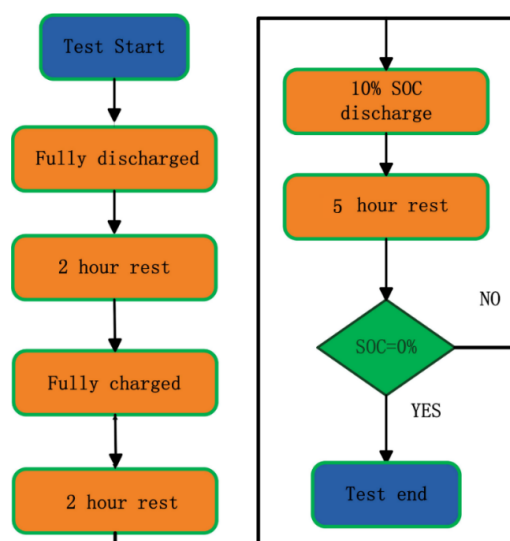 Test Start
Fully discharged
2 hour rest
Fully charged
2 hour rest
10% SOC
discharge
5 hour rest
SOC=0%
NO
YES
Test end